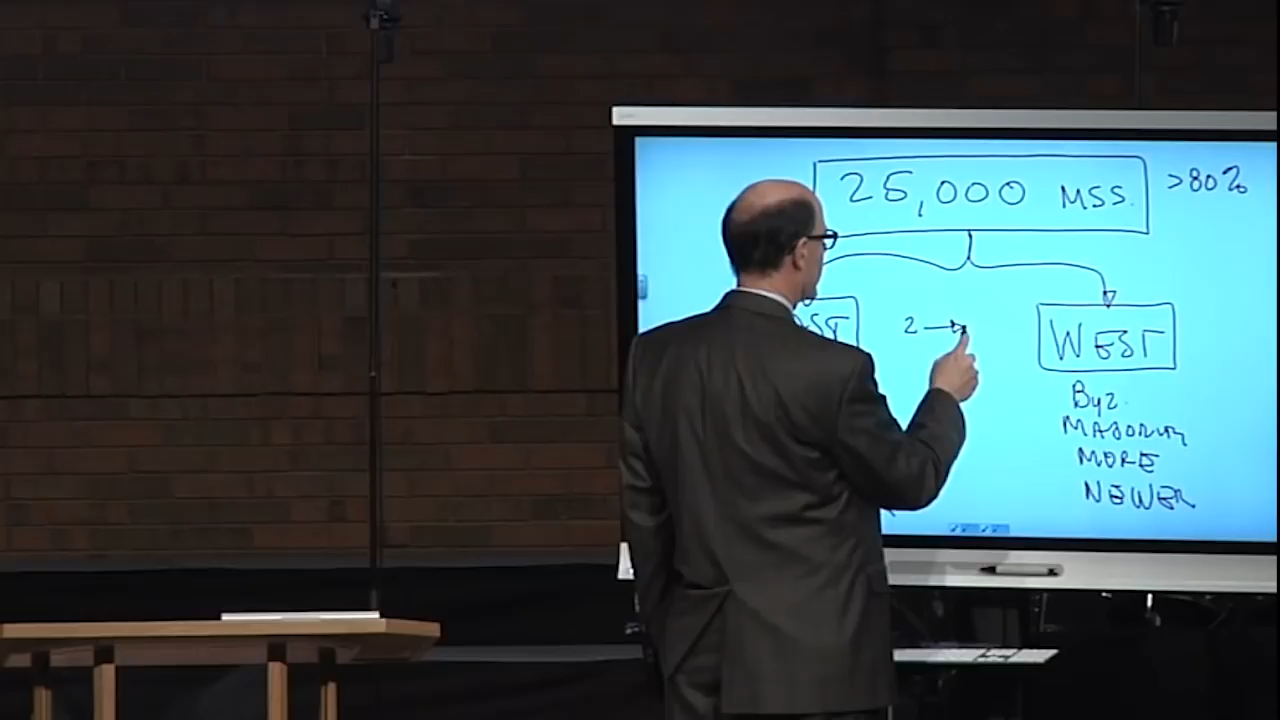 25,000 MSS. >80%
2 → WEST
Byz.
MAJORITY
MORE
NEWER